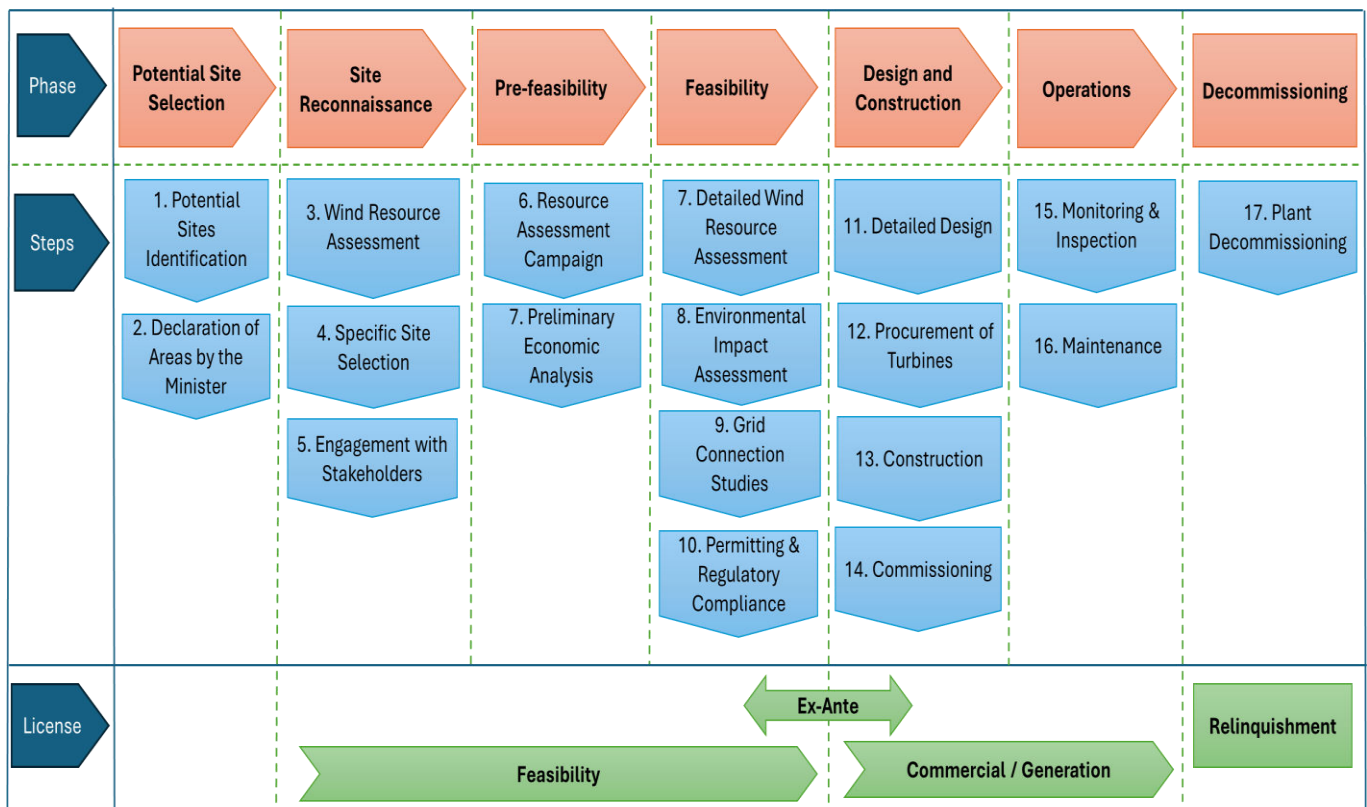 Phase
Potential Site
Selection
Site
Reconnaissance
Pre-feasibility
Feasibility
Design and
Construction
Operations
Decommissioning
Steps
1. Potential
Sites
Identification
2. Declaration of
Areas by the
Minister
3. Wind Resource
Assessment
4. Specific Site
Selection
5. Engagement with
Stakeholders
6. Resource
Assessment
Campaign
7. Preliminary
Economic
Analysis
7. Detailed Wind
Resource
Assessment
8. Environmental
Impact
Assessment
9. Grid
Connection
Studies
10. Permitting &
Regulatory
Compliance
11. Detailed Design
12. Procurement of
Turbines
13. Construction
14. Commissioning
15. Monitoring &
Inspection
16. Maintenance
17. Plant
Decommissioning
License
Ex-Ante
Feasibility
Commercial / Generation
Relinquishment